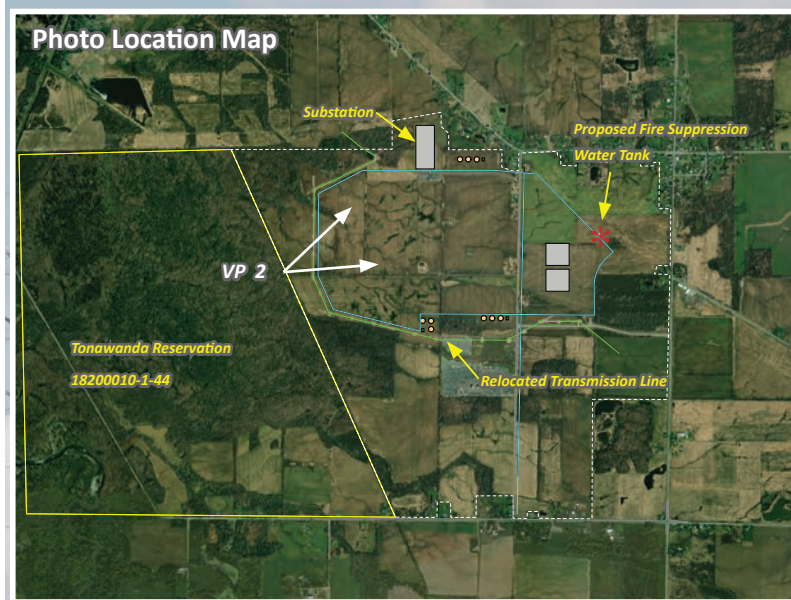 Photo Location Map
Substation
Proposed Fire Suppression
Water Tank
VP 2
Tonawanda Reservation
18200010-1-44
Relocated Transmission Line